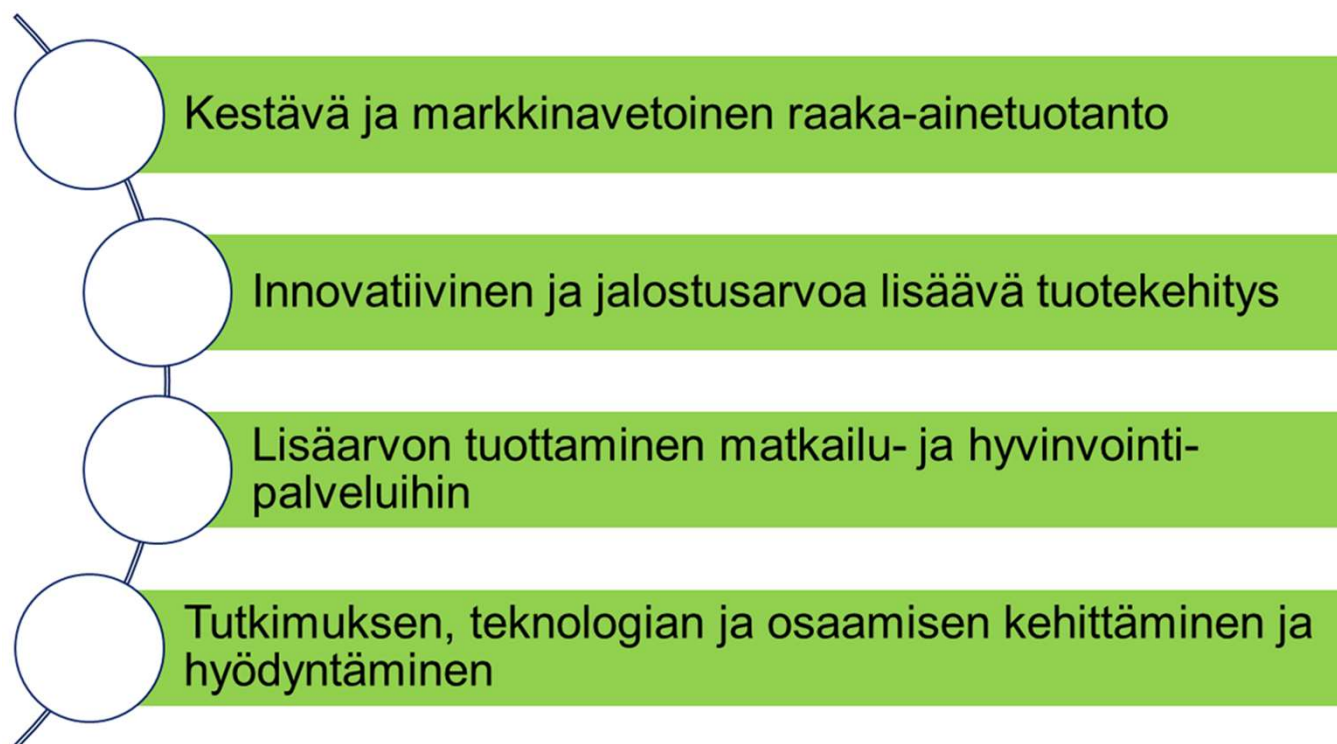 Kestävä ja markkinavetoinen raaka-ainetuotanto
Innovatiivinen ja jalostusarvoa lisäävä tuotekehitys
Lisäarvon tuottaminen matkailu- ja hyvinvointi-
palveluihin
Tutkimuksen, teknologian ja osaamisen kehittäminen ja
hyödyntäminen